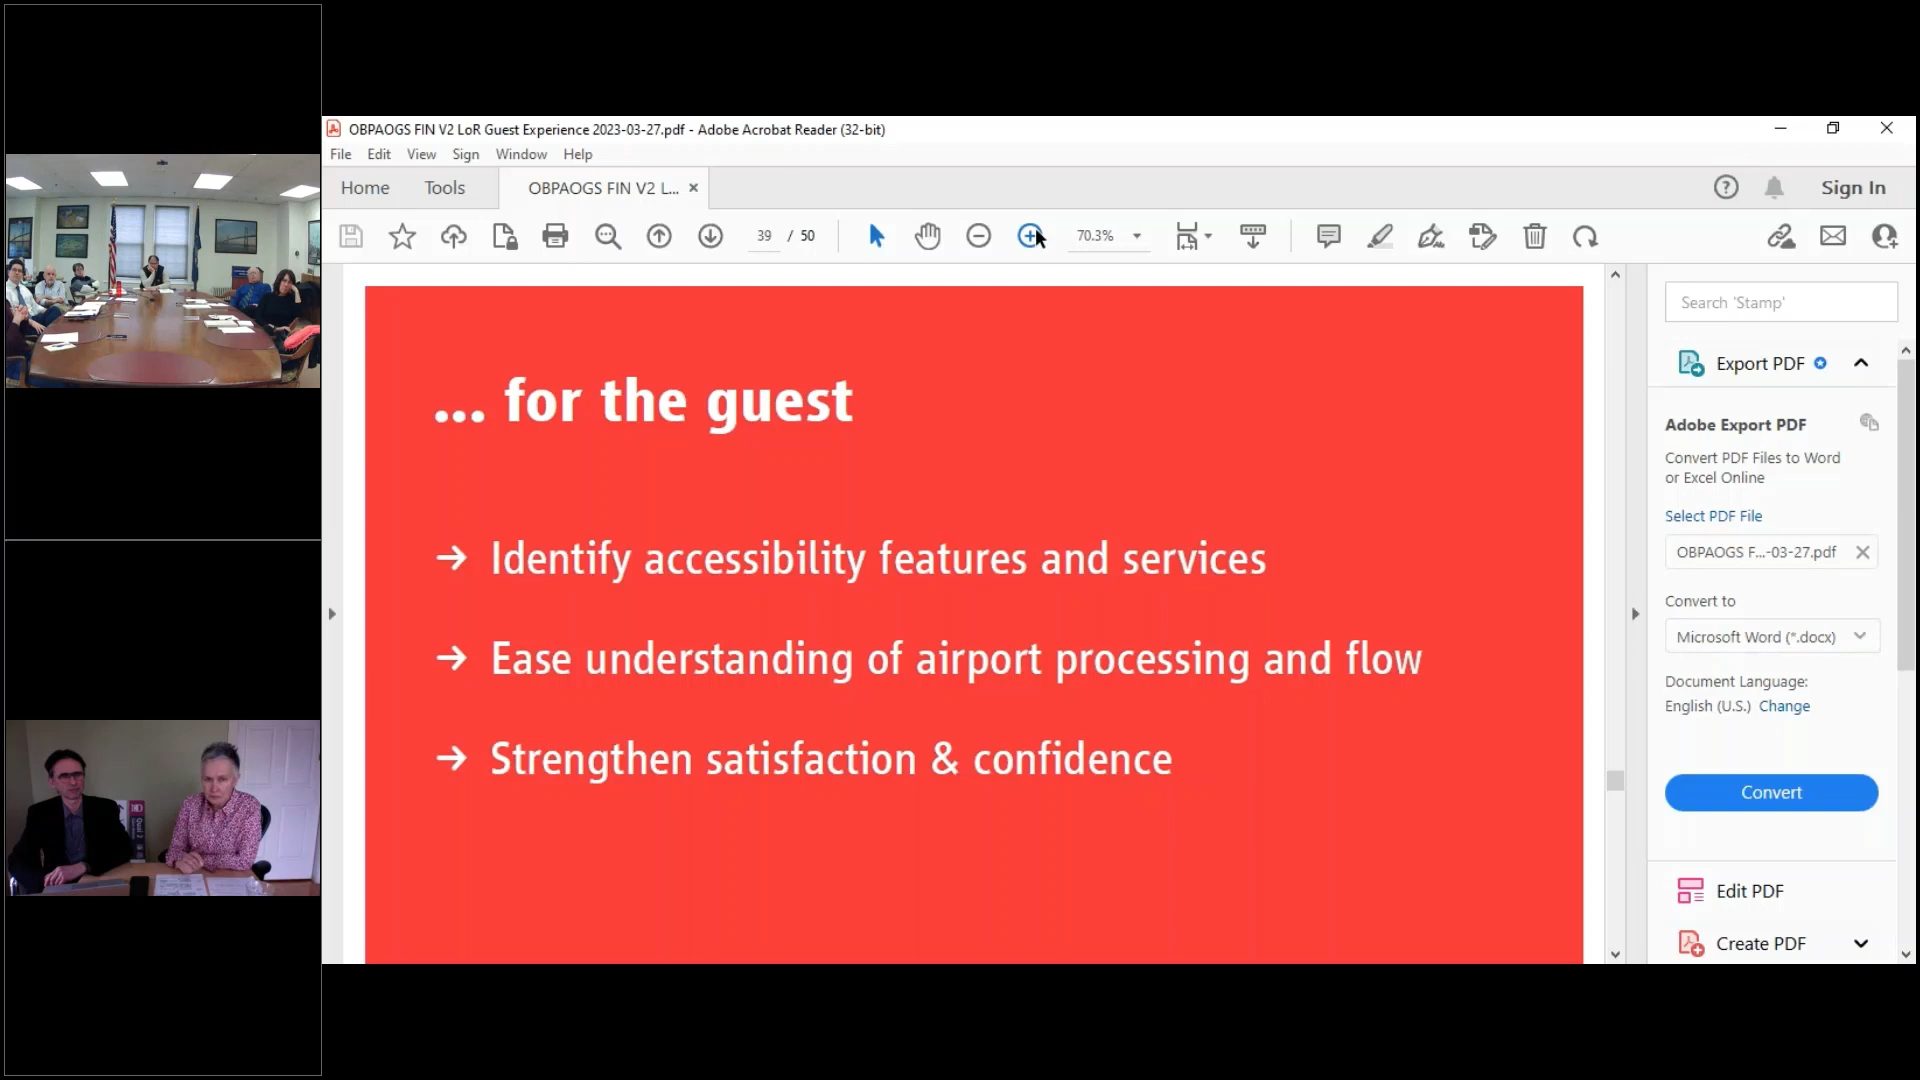 OBPAOGS FIN V2 LoR Guest Experience 2023-03-27.pdf - Adobe Acrobat Reader (32-bit)
File Edit View Sign Window Help
Home Tools OBPAOGS FIN V2 L... × Sign In
39 / 50 70.3%
... for the guest
→ Identify accessibility features and services
→ Ease understanding of airport processing and flow
→ Strengthen satisfaction & confidence
Search 'Stamp'
Export PDF
Adobe Export PDF
Convert PDF Files to Word
or Excel Online
Select PDF File
OBPAOGS F...-03-27.pdf
Convert to
Microsoft Word (*.docx)
Document Language:
English (U.S.) Change
Convert
Edit PDF
Create PDF